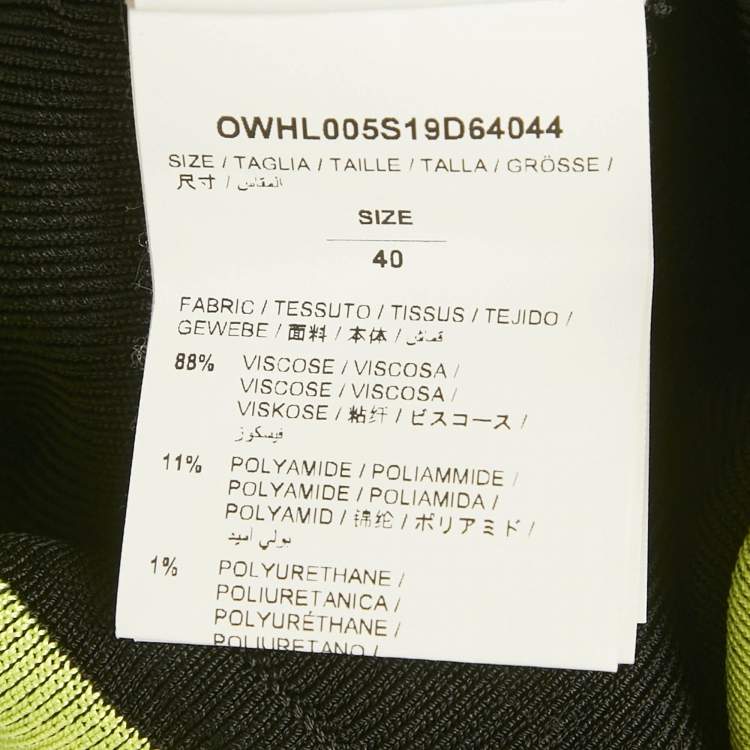 OWHL005S19D64044
SIZE / TAGLIA / TAILLE / TALLA / GRÖSSE /
尺寸 / المقاس
SIZE
40
FABRIC / TESSUTO / TISSUS / TEJIDO /
GEWEBE / 面料 / 本体 / قماش
88% VISCOSE / VISCOSA /
VISCOSE / VISCOSA /
VISKOSE / 粘纤 / ビスコース /
فيسكوز
11% POLYAMIDE / POLIAMMIDE /
POLYAMIDE / POLIAMIDA /
POLYAMID / 锦纶 / ポリアミド /
بولي اميد
1% POLYURETHANE /
POLIURETANICA /
POLYURÉTHANE /
POLIURETANO /